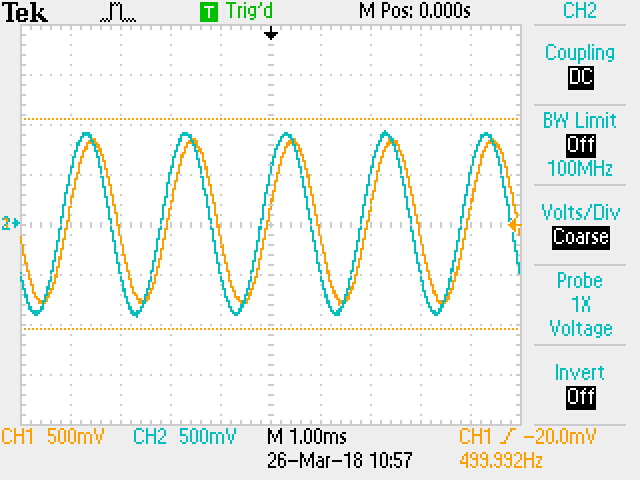 Tek T Trig'd M Pos: 0.000s CH2
Coupling
DC
BW Limit
Off
100MHz
Volts/Div
Coarse
Probe
1X
Voltage
Invert
Off
2
CH1 500mV CH2 500mV M 1.00ms CH1 -20.0mV
26-Mar-18 10:57 499.992Hz